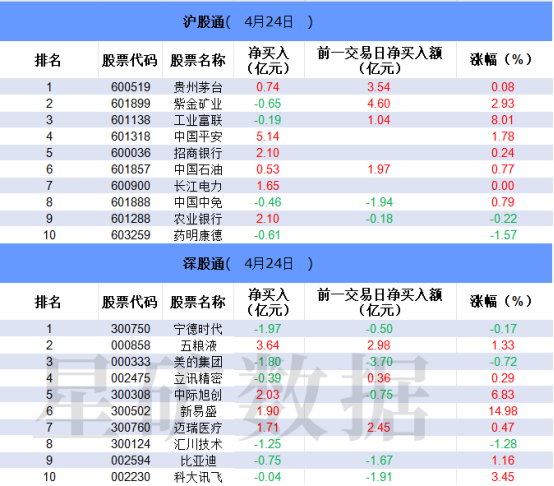 沪股通( 4月24日 )
排名 股票代码 股票名称 净买入（亿元） 前一交易日净买入额（亿元） 涨幅（%）
1 600519 贵州茅台 0.74 3.54 0.08
2 601899 紫金矿业 -0.65 4.60 2.93
3 601138 工业富联 -0.19 1.04 8.01
4 601318 中国平安 5.14 1.78
5 600036 招商银行 2.10 0.24
6 601857 中国石油 0.53 1.97 0.77
7 600900 长江电力 1.65 0.00
8 601888 中国中免 -0.46 -1.94 0.79
9 601288 农业银行 2.10 -0.18 -0.22
10 603259 药明康德 -0.61 -1.57
深股通( 4月24日 )
排名 股票代码 股票名称 净买入（亿元） 前一交易日净买入额（亿元） 涨幅（%）
1 300750 宁德时代 -1.97 -0.50 -0.17
2 000858 五粮液 3.64 2.98 1.33
3 000333 美的集团 -1.80 -3.70 -0.72
4 002475 立讯精密 -0.39 0.36 0.29
5 300308 中际旭创 2.03 -0.75 6.83
6 300502 新易盛 1.90 14.98
7 300760 迈瑞医疗 1.71 2.45 0.47
8 300124 汇川技术 -1.25 -1.28
9 002594 比亚迪 -0.75 -1.67 1.16
10 002230 科大讯飞 -0.04 -1.91 3.45
星矿数据